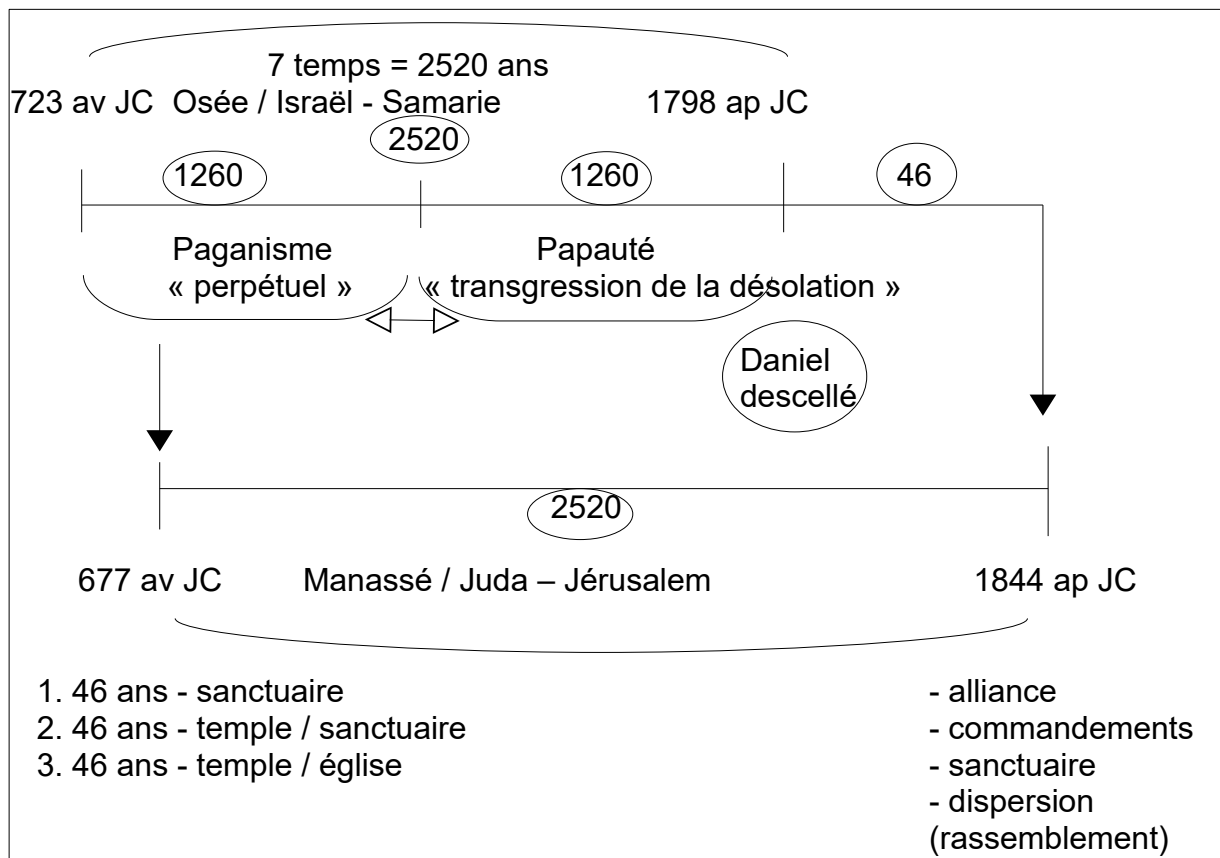 7 temps = 2520 ans
723 av JC Osée / Israël - Samarie 1798 ap JC
2520
1260 1260 46
Paganisme Papauté
« perpétuel » « transgression de la désolation »
Daniel
descellé
2520
677 av JC Manassé / Juda – Jérusalem 1844 ap JC
1. 46 ans - sanctuaire - alliance
2. 46 ans - temple / sanctuaire - commandements
3. 46 ans - temple / église - sanctuaire
- dispersion
(rassemblement)